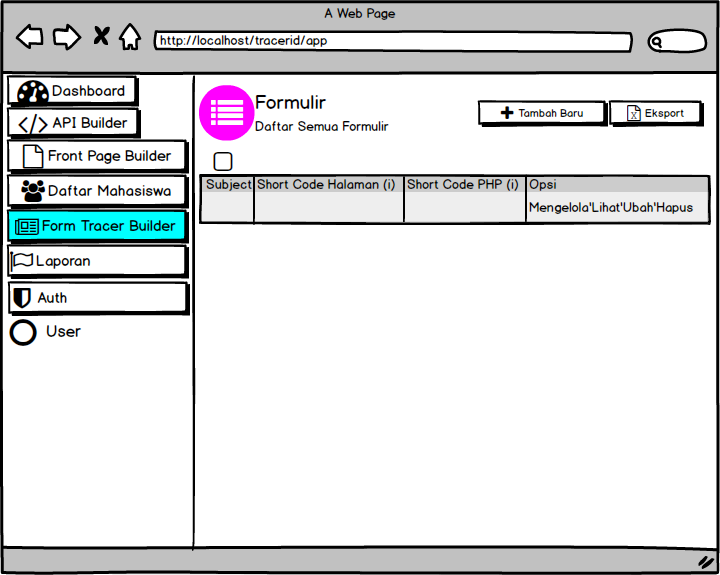 A Web Page
http://localhost/tracerid/app
Dashboard
API Builder
Front Page Builder
Daftar Mahasiswa
Form Tracer Builder
Laporan
Auth
User
Formulir
Daftar Semua Formulir
Tambah Baru
Eksport
Subject Short Code Halaman (i) Short Code PHP (i) Opsi
Mengelola'Lihat'Ubah'Hapus